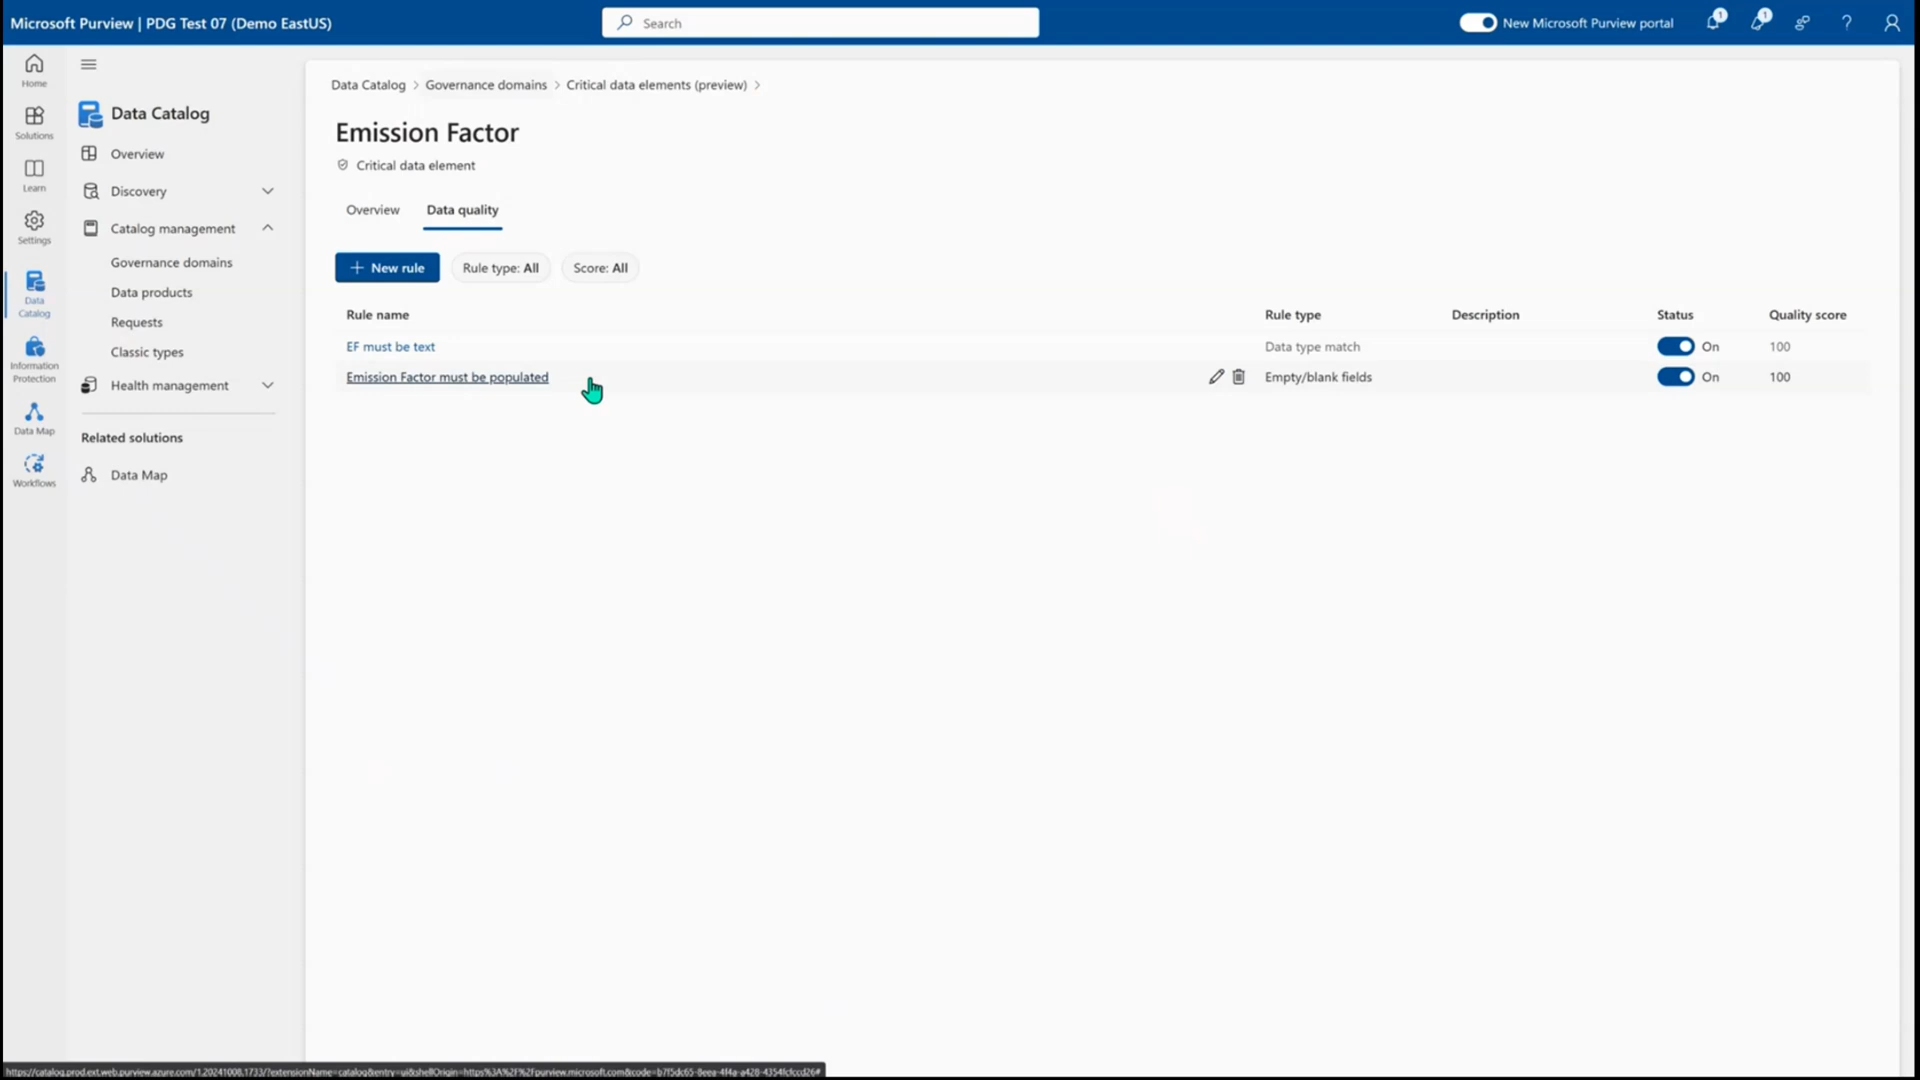 Microsoft Purview | PDG Test 07 (Demo EastUS)
Search
New Microsoft Purview portal
1
1
Home
Solutions
Learn
Settings
Data
Catalog
Information
Protection
Data Map
Workflows
Data Catalog
Overview
Discovery
Catalog management
Governance domains
Data products
Requests
Classic types
Health management
Related solutions
Data Map
Data Catalog > Governance domains > Critical data elements (preview) >
Emission Factor
Critical data element
Overview Data quality
+ New rule Rule type: All Score: All
Rule name Rule type Description Status Quality score
EF must be text Data type match On 100
Emission Factor must be populated Empty/blank fields On 100